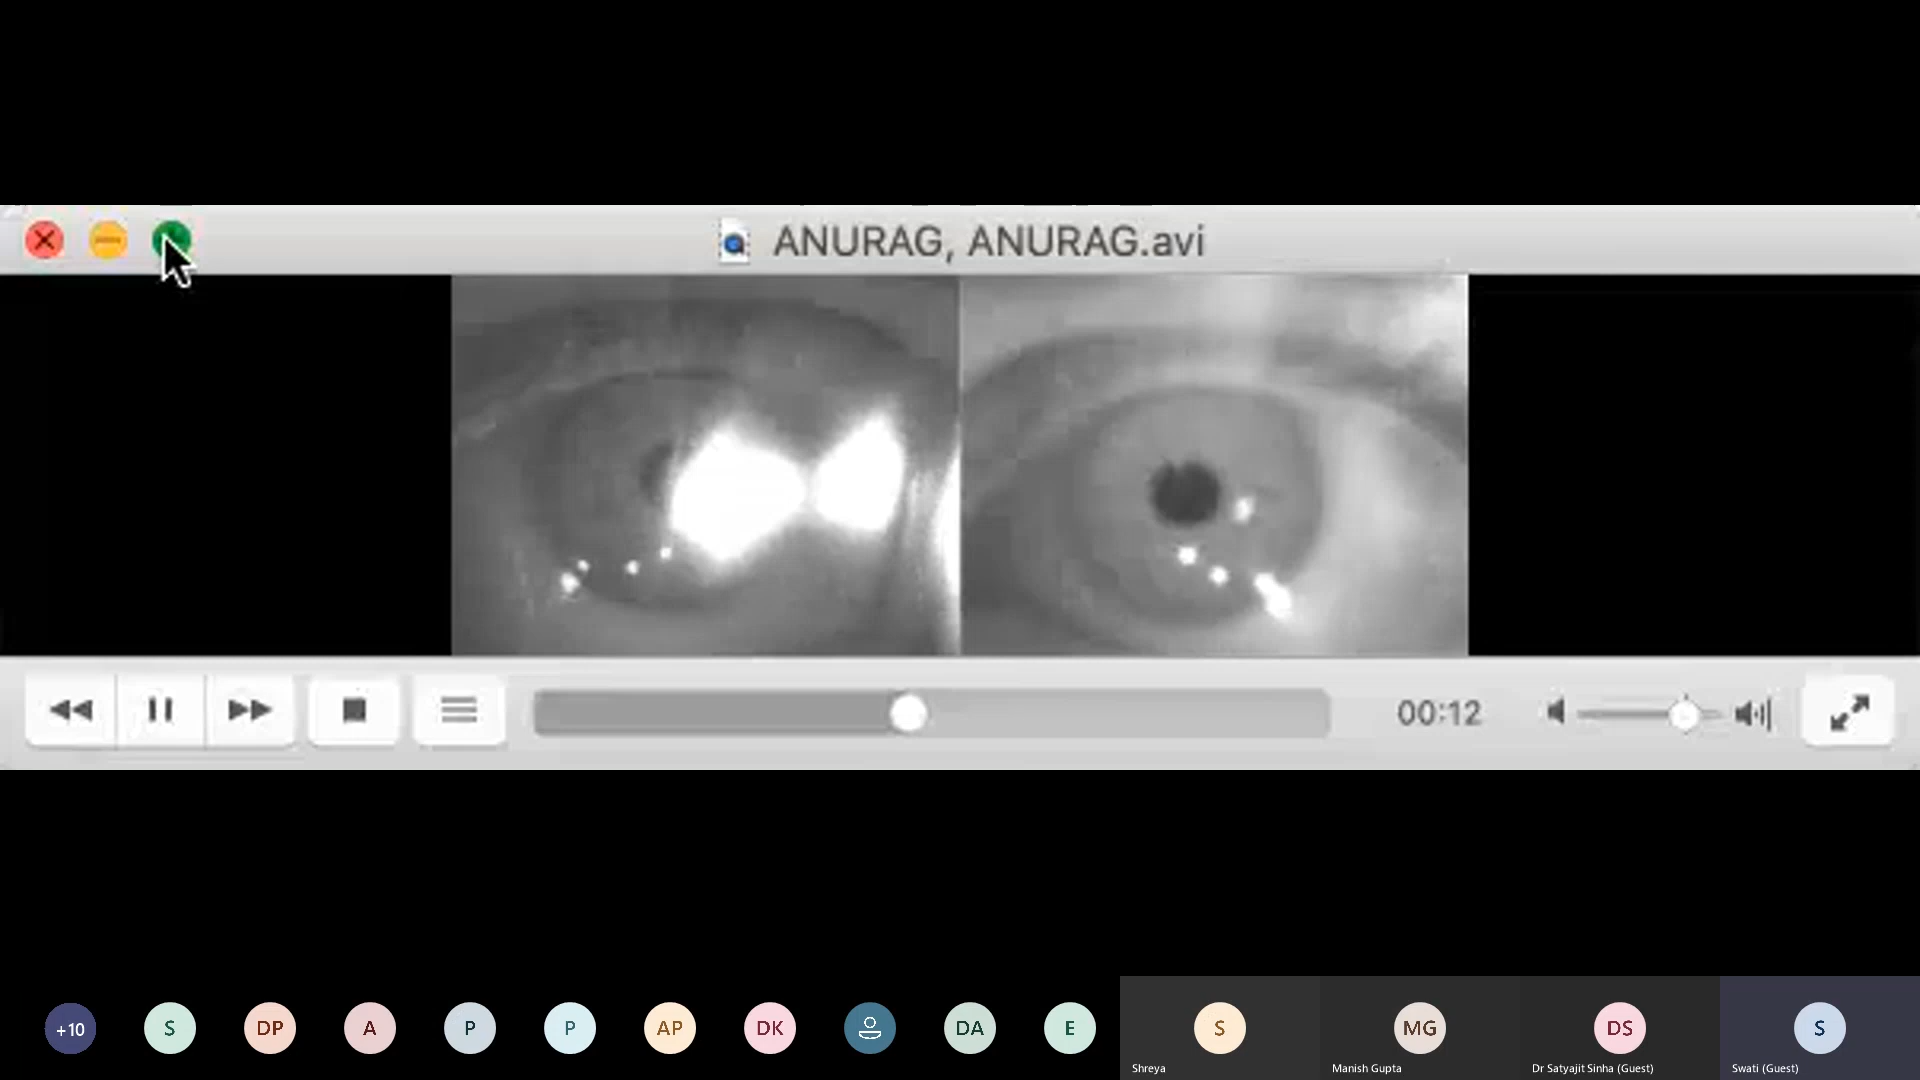 ANURAG, ANURAG.avi
00:12
+10
S
DP
A
P
P
AP
DK
DA
E
S
MG
DS
S
Shreya
Manish Gupta
Dr Satyajit Sinha (Guest)
Swati (Guest)